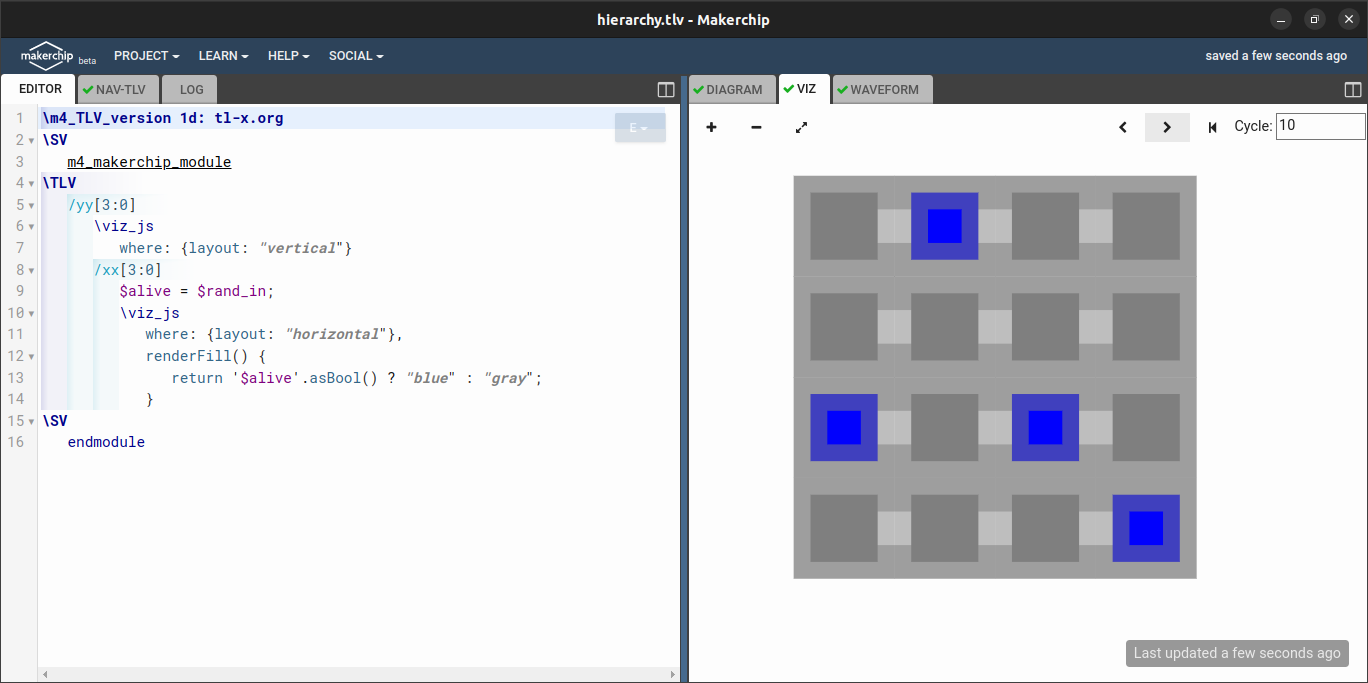 hierarchy.tlv - Makerchip
makerchip beta PROJECT LEARN HELP SOCIAL saved a few seconds ago
EDITOR NAV-TLV LOG DIAGRAM VIZ WAVEFORM
Cycle: 10
E
1 \m4_TLV_version 1d: tl-x.org
2 \SV
3 m4_makerchip_module
4 \TLV
5 /yy[3:0]
6 \viz_js
7 where: {layout: "vertical"}
8 /xx[3:0]
9 $alive = $rand_in;
10 \viz_js
11 where: {layout: "horizontal"},
12 renderFill() {
13 return '$alive'.asBool() ? "blue" : "gray";
14 }
15 \SV
16 endmodule
Last updated a few seconds ago